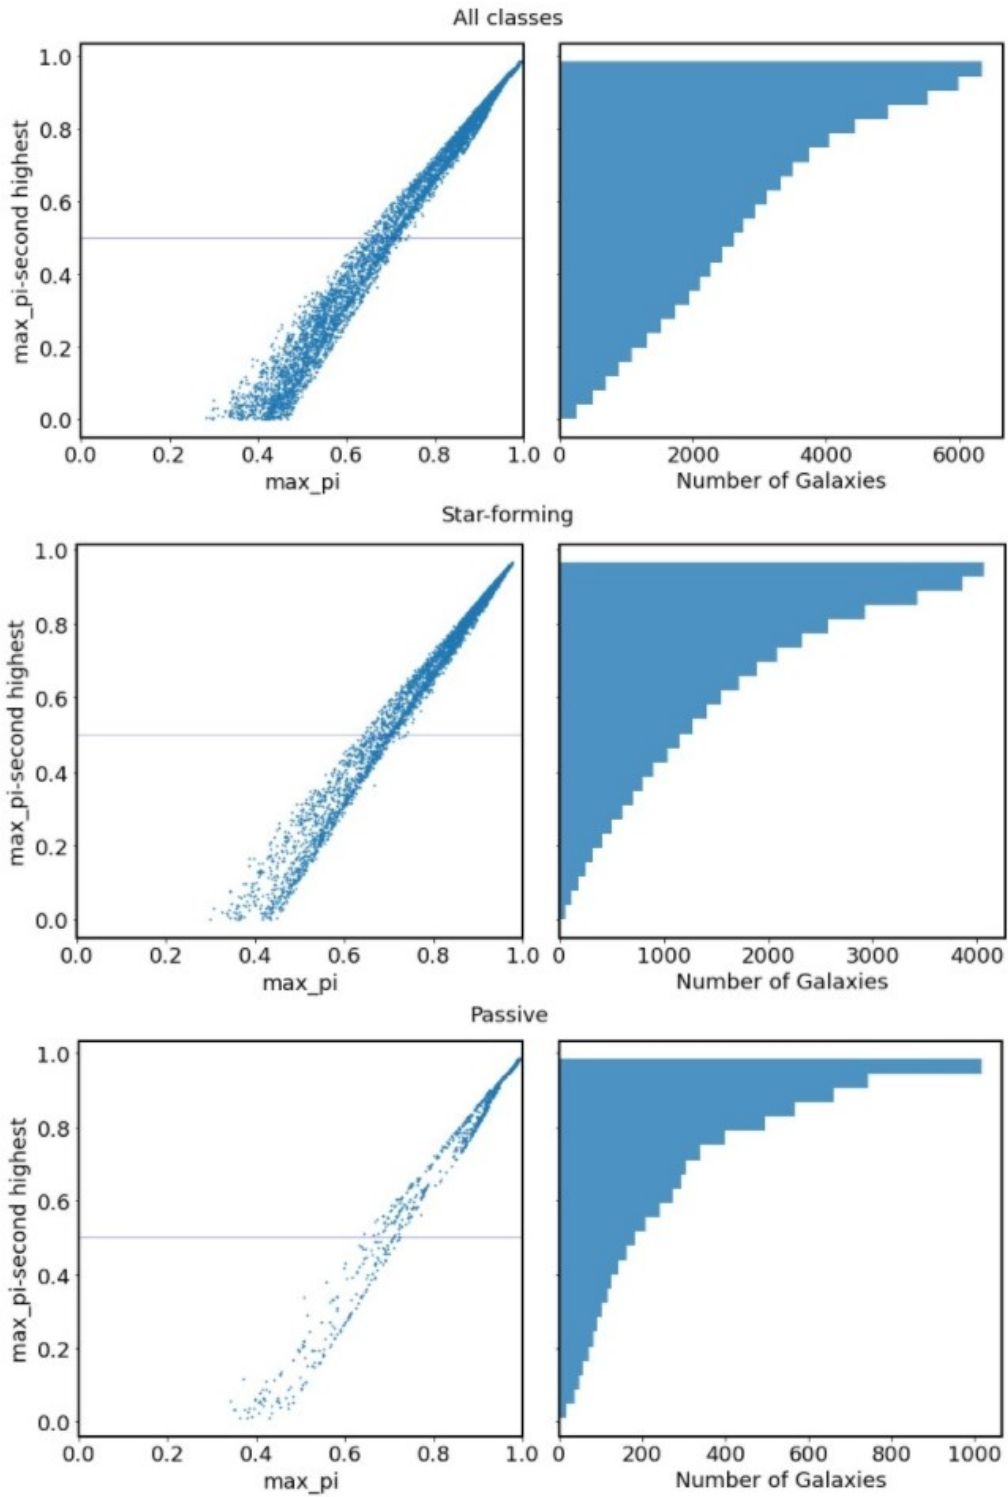 All classes
max_pi-second highest
1.0
0.8
0.6
0.4
0.2
0.0
0.0 0.2 0.4 0.6 0.8 1.0
max_pi
2000 4000 6000
Number of Galaxies
Star-forming
max_pi-second highest
1.0
0.8
0.6
0.4
0.2
0.0
0.0 0.2 0.4 0.6 0.8 1.0
max_pi
0 1000 2000 3000 4000
Number of Galaxies
Passive
max_pi-second highest
1.0
0.8
0.6
0.4
0.2
0.0
0.0 0.2 0.4 0.6 0.8 1.0
max_pi
0 200 400 600 800 1000
Number of Galaxies